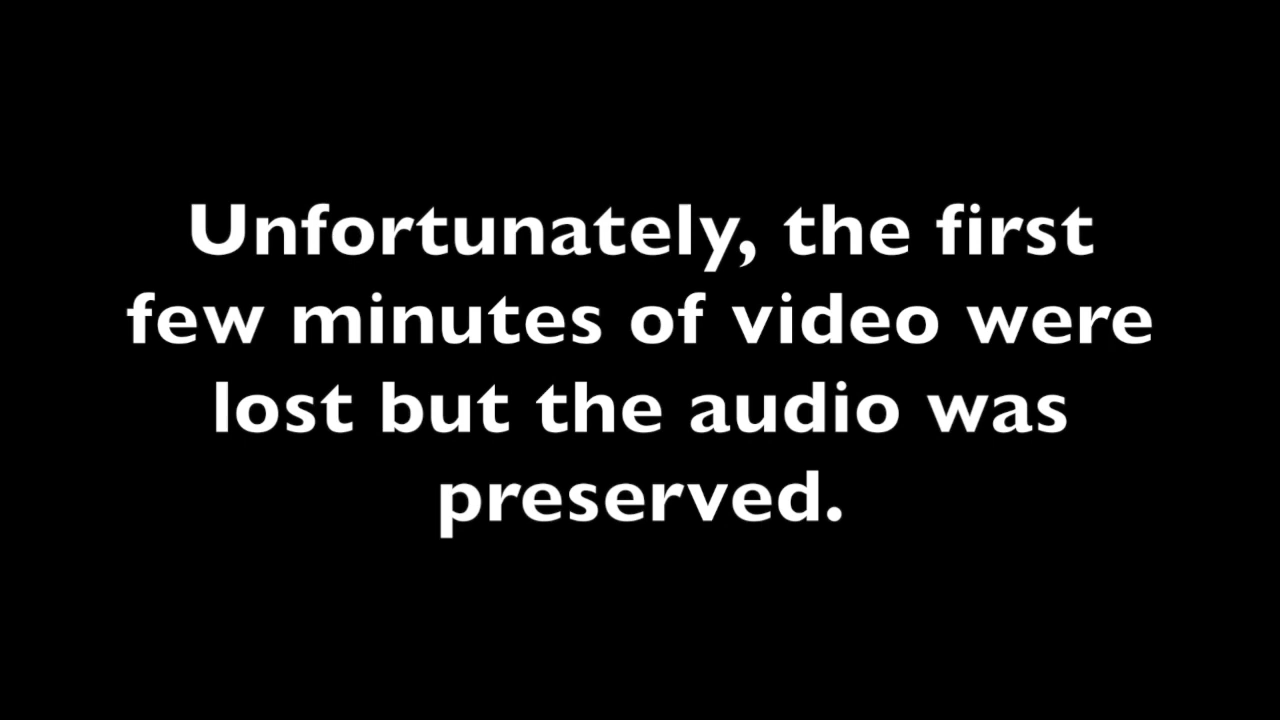 Unfortunately, the first
few minutes of video were
lost but the audio was
preserved.